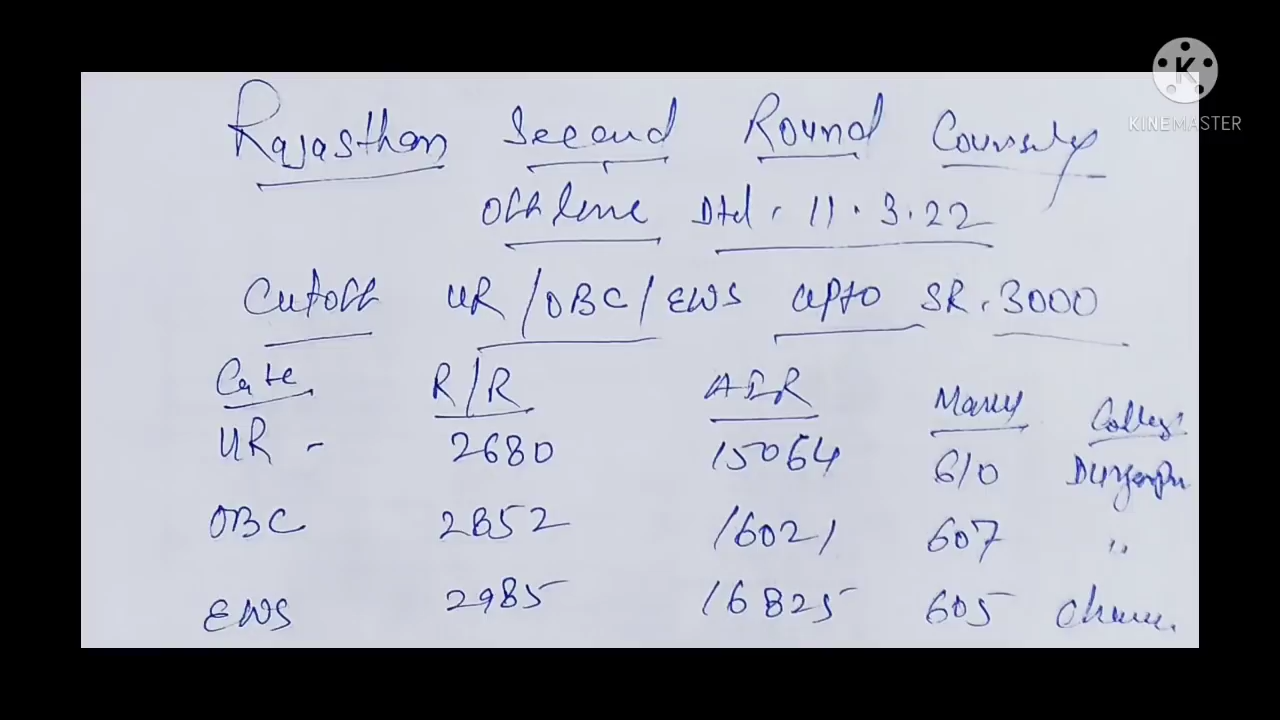 K
KINEMASTER
Rajasthan Second Round
Offline Dtd. 11.3.22
Cutoff UR/OBC/EWS upto SR. 3000
Cate R/R AIR Marks College
UR - 2680 15064 610
OBC 2852 16021 607 "
EWS 2985 16825 605